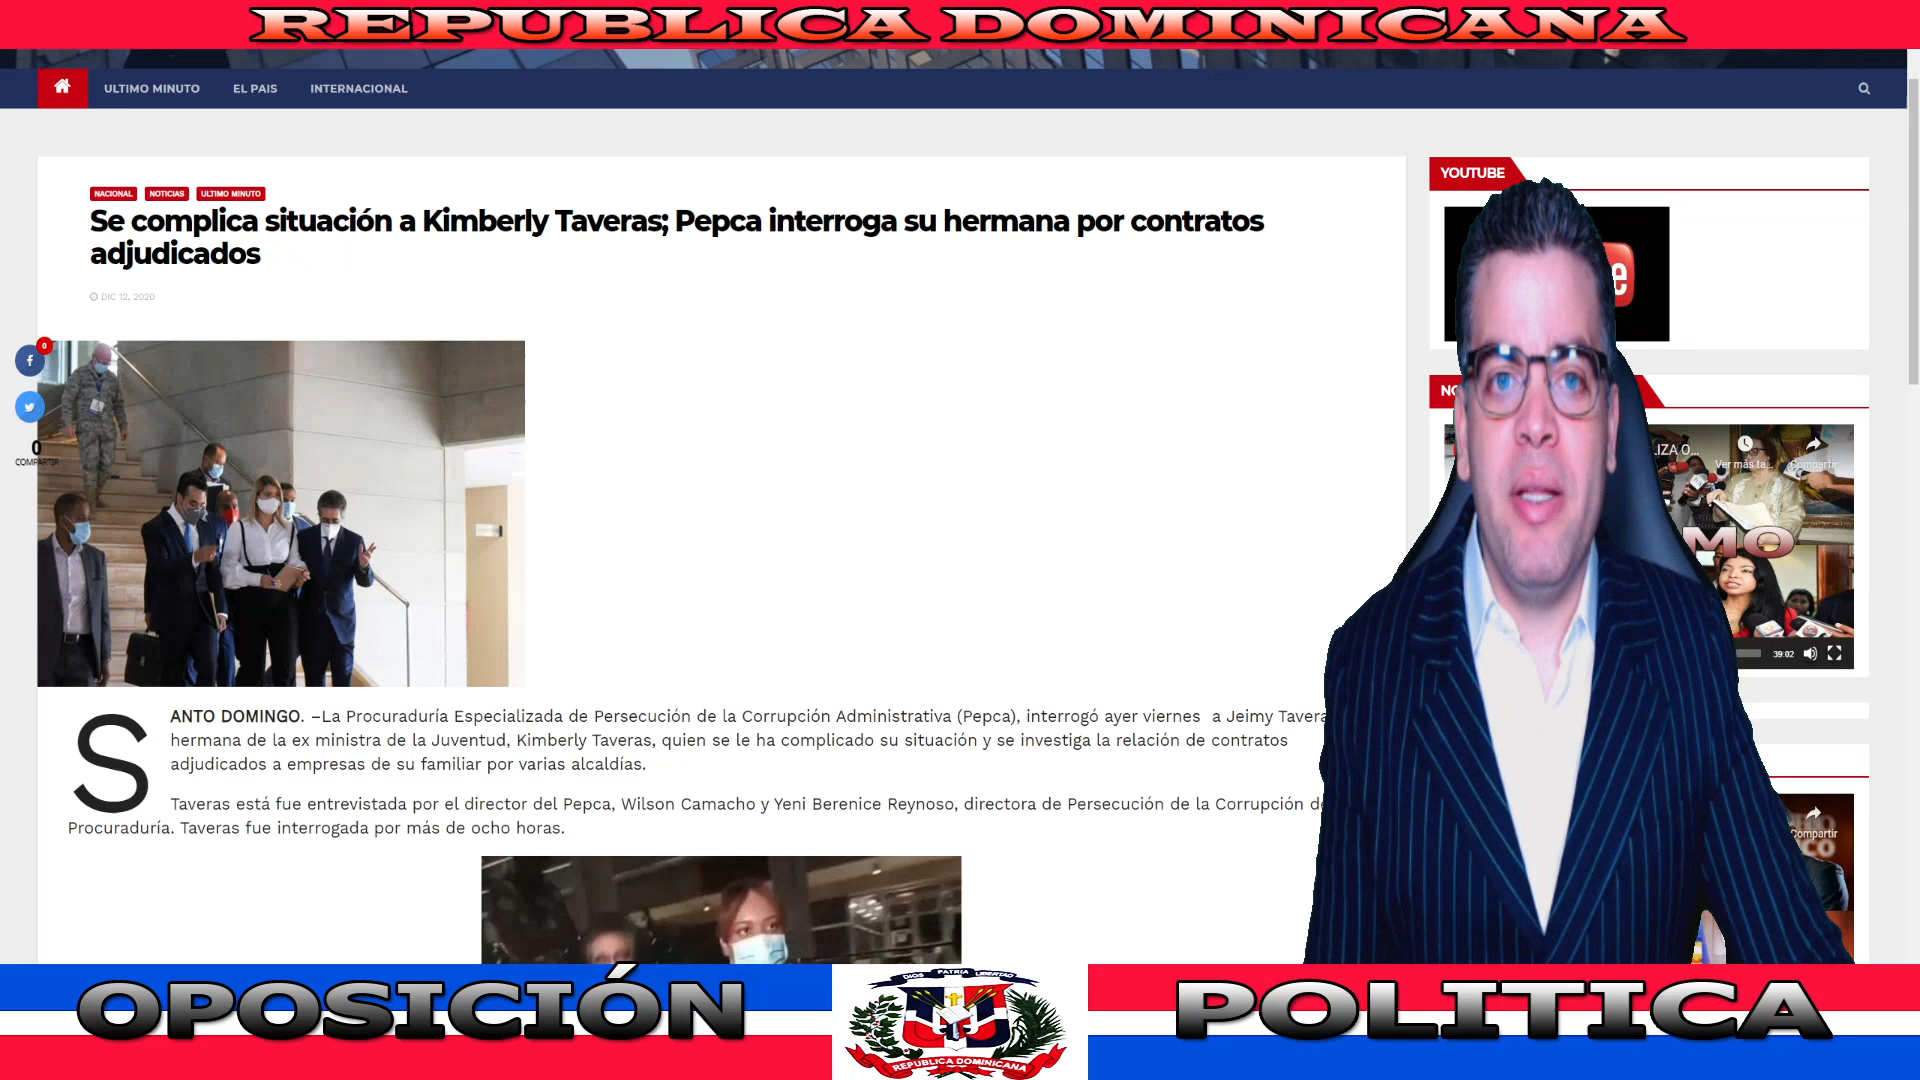 REPUBLICA DOMINICANA
ULTIMO MINUTO
EL PAIS
INTERNACIONAL
NACIONAL
NOTICIAS
ULTIMO MINUTO
Se complica situación a Kimberly Taveras; Pepca interroga su hermana por contratos
adjudicados
DIC 12, 2020
0
0
COMPARTIR
SANTO DOMINGO. –La Procuraduría Especializada de Persecución de la Corrupción Administrativa (Pepca), interrogó ayer viernes a Jeimy
hermana de la ex ministra de la Juventud, Kimberly Taveras, quien se le ha complicado su situación y se investiga la relación de contratos
adjudicados a empresas de su familiar por varias alcaldías.
Taveras está fue entrevistada por el director del Pepca, Wilson Camacho y Yeni Berenice Reynoso, directora de Persecución de la Corrupción
Procuraduría. Taveras fue interrogada por más de ocho horas.
YOUTUBE
Ver más ta...
Compartir
39:02
Compartir
OPOSICIÓN
DIOS PATRIA LIBERTAD
REPUBLICA DOMINICANA
POLITICA